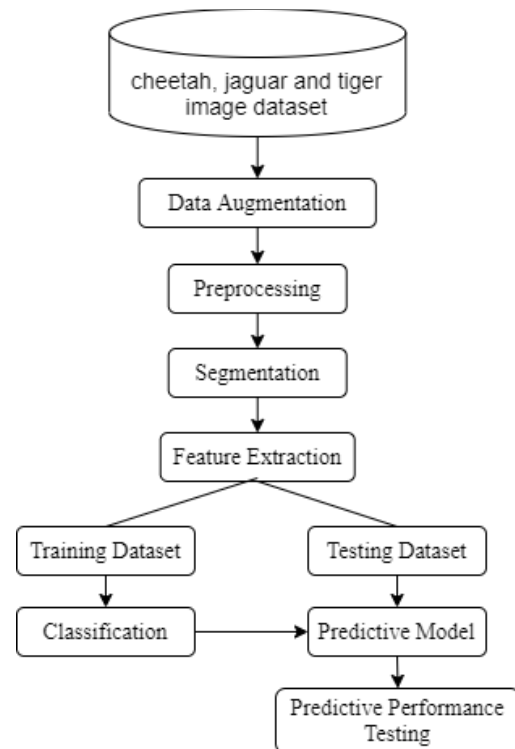 cheetah, jaguar and tiger
image dataset
Data Augmentation
Preprocessing
Segmentation
Feature Extraction
Training Dataset
Testing Dataset
Classification
Predictive Model
Predictive Performance
Testing